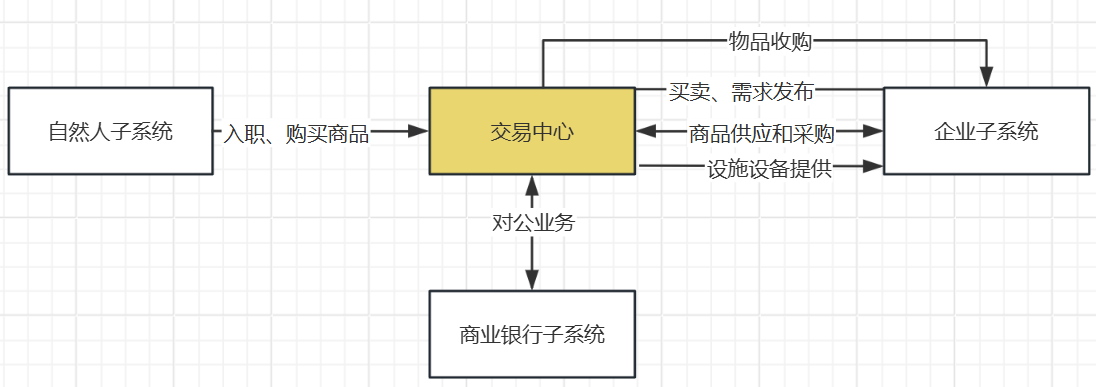 物品收购
买卖、需求发布
自然人子系统
入职、购买商品
交易中心
商品供应和采购
企业子系统
设施设备提供
对公业务
商业银行子系统